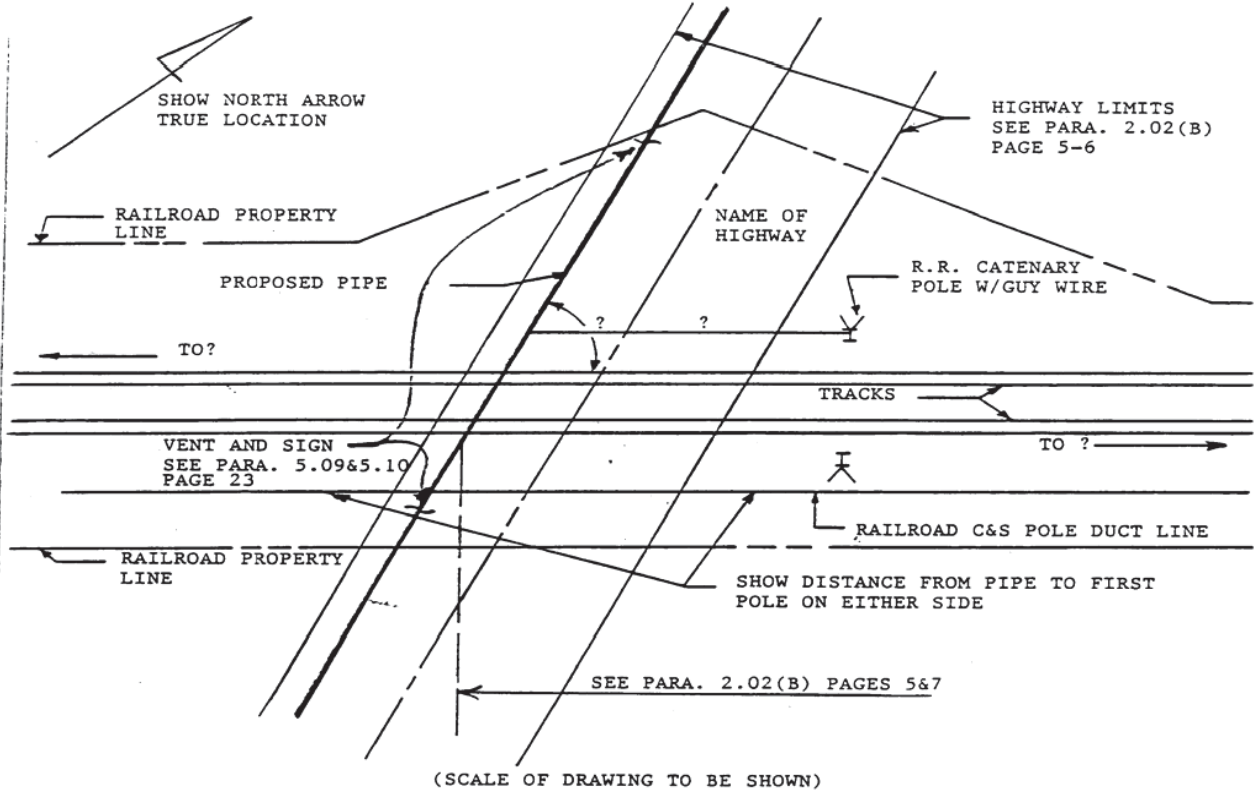 SHOW NORTH ARROW
TRUE LOCATION
HIGHWAY LIMITS
SEE PARA. 2.02(B)
PAGE 5-6
RAILROAD PROPERTY
LINE
NAME OF
HIGHWAY
PROPOSED PIPE
R.R. CATENARY
POLE W/GUY WIRE
?
?
TO?
TRACKS
VENT AND SIGN
SEE PARA. 5.09&5.10
PAGE 23
TO ?
RAILROAD C&S POLE DUCT LINE
RAILROAD PROPERTY
LINE
SHOW DISTANCE FROM PIPE TO FIRST
POLE ON EITHER SIDE
SEE PARA. 2.02(B) PAGES 5&7
(SCALE OF DRAWING TO BE SHOWN)